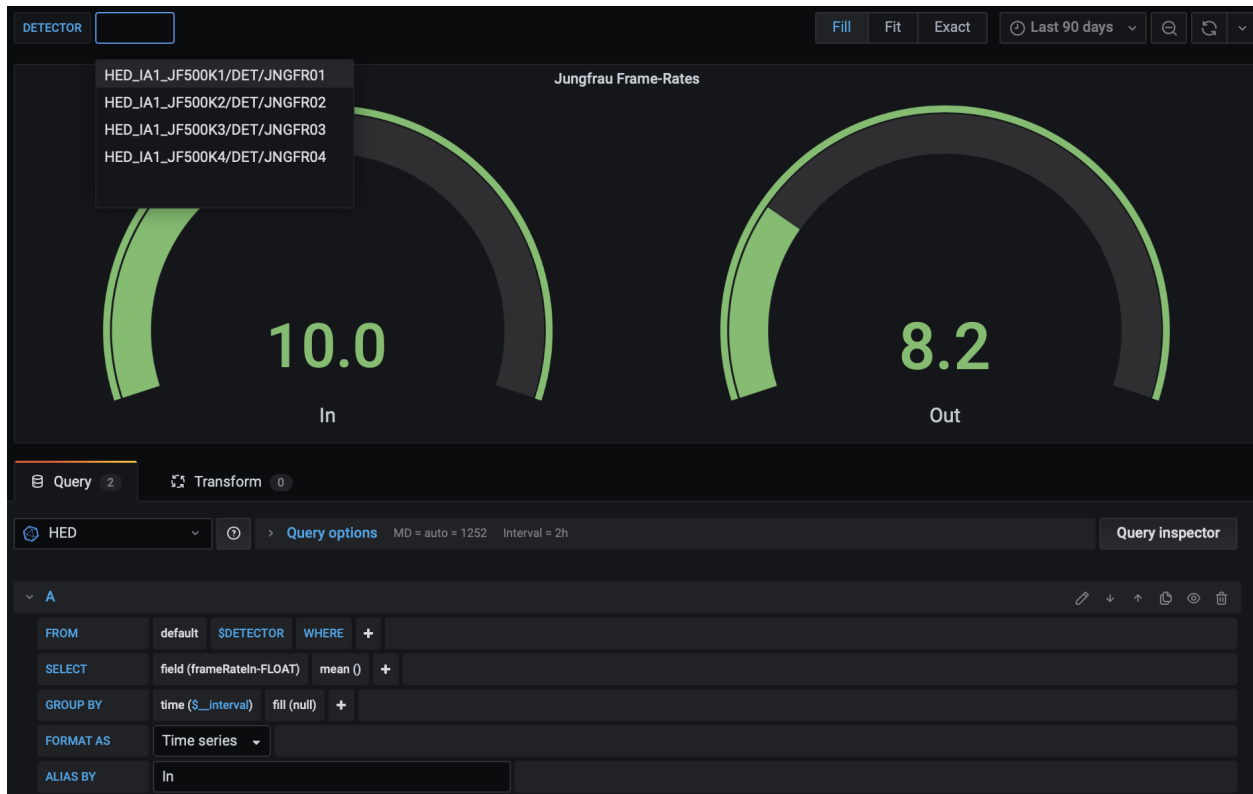 DETECTOR
Fill Fit Exact Last 90 days
HED_IA1_JF500K1/DET/JNGFR01
HED_IA1_JF500K2/DET/JNGFR02
HED_IA1_JF500K3/DET/JNGFR03
HED_IA1_JF500K4/DET/JNGFR04
Jungfrau Frame-Rates
10.0
In
8.2
Out
Query 2 Transform 0
HED Query options MD = auto = 1252 Interval = 2h Query inspector
A
FROM default $DETECTOR WHERE +
SELECT field (frameRateIn-FLOAT) mean () +
GROUP BY time ($__interval) fill (null) +
FORMAT AS Time series
ALIAS BY In